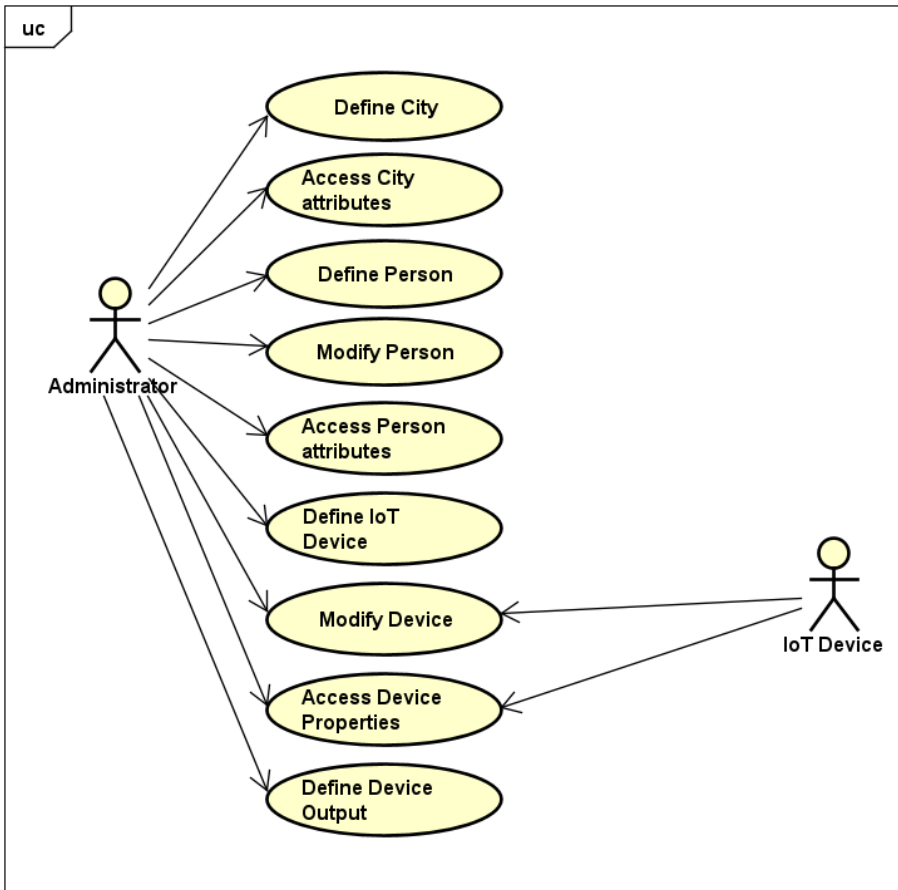 uc
Define City
Access City
attributes
Define Person
Modify Person
Administrator
Access Person
attributes
Define IoT
Device
Modify Device
IoT Device
Access Device
Properties
Define Device
Output